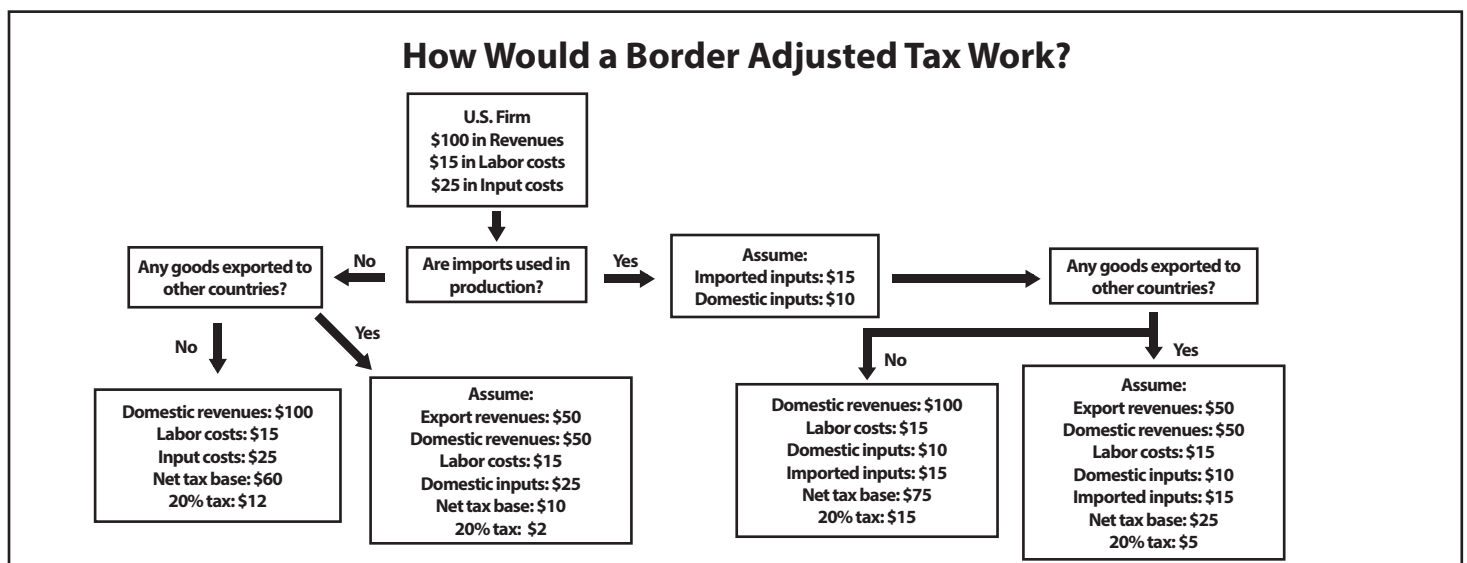 How Would a Border Adjusted Tax Work?
U.S. Firm
$100 in Revenues
$15 in Labor costs
$25 in Input costs
Any goods exported to
other countries?
No
Are imports used in
production?
Yes
Assume:
Imported inputs: $15
Domestic inputs: $10
Any goods exported to
other countries?
No
Yes
No
Yes
Domestic revenues: $100
Labor costs: $15
Input costs: $25
Net tax base: $60
20% tax: $12
Assume:
Export revenues: $50
Domestic revenues: $50
Labor costs: $15
Domestic inputs: $25
Net tax base: $10
20% tax: $2
Domestic revenues: $100
Labor costs: $15
Domestic inputs: $10
Imported inputs: $15
Net tax base: $75
20% tax: $15
Assume:
Export revenues: $50
Domestic revenues: $50
Labor costs: $15
Domestic inputs: $10
Imported inputs: $15
Net tax base: $25
20% tax: $5